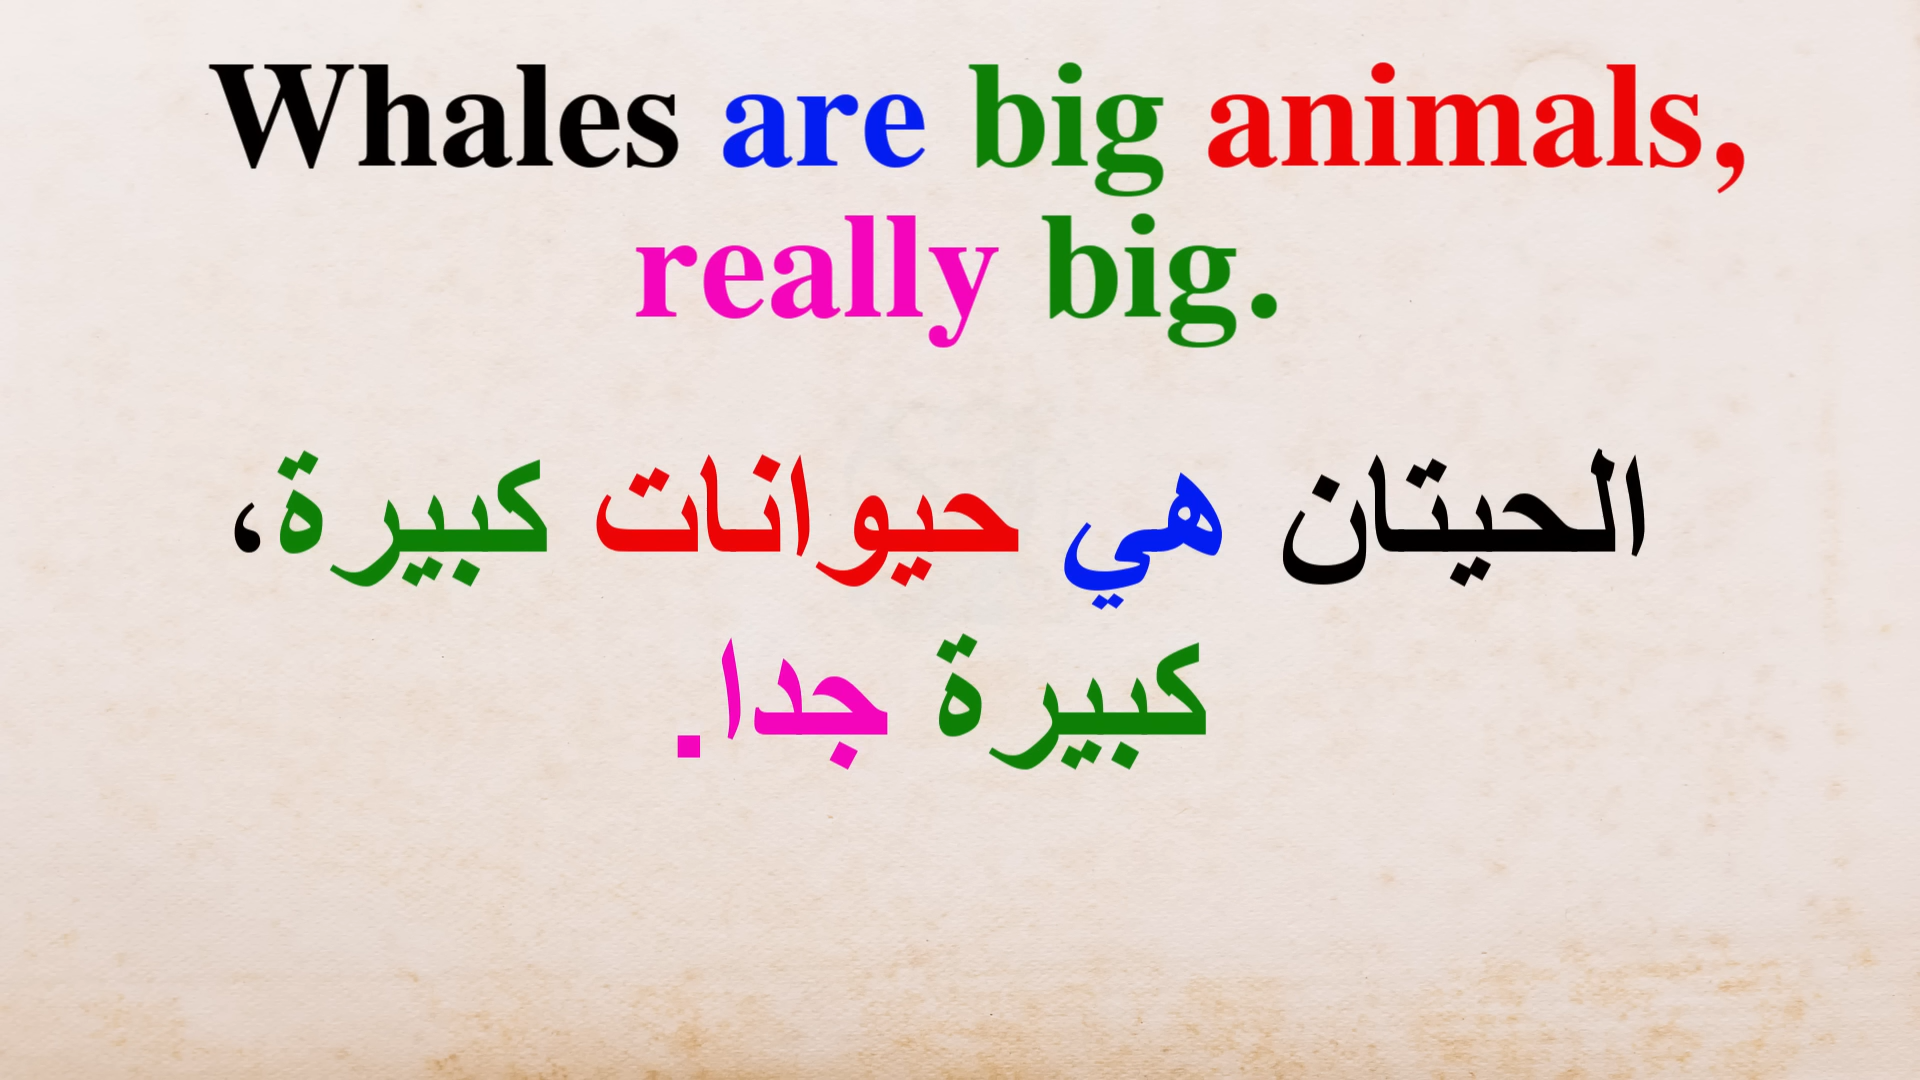 Whales are big animals,
really big.
الحيتان هي حيوانات كبيرة،
كبيرة جدا.